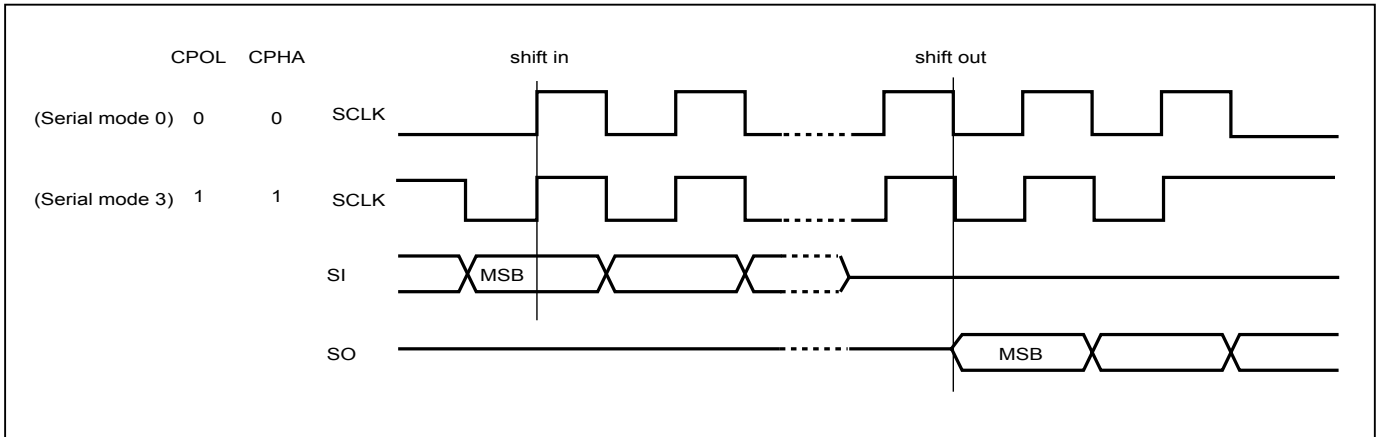 CPOL CPHA shift in shift out
(Serial mode 0) 0 0 SCLK
(Serial mode 3) 1 1 SCLK
SI MSB
SO MSB